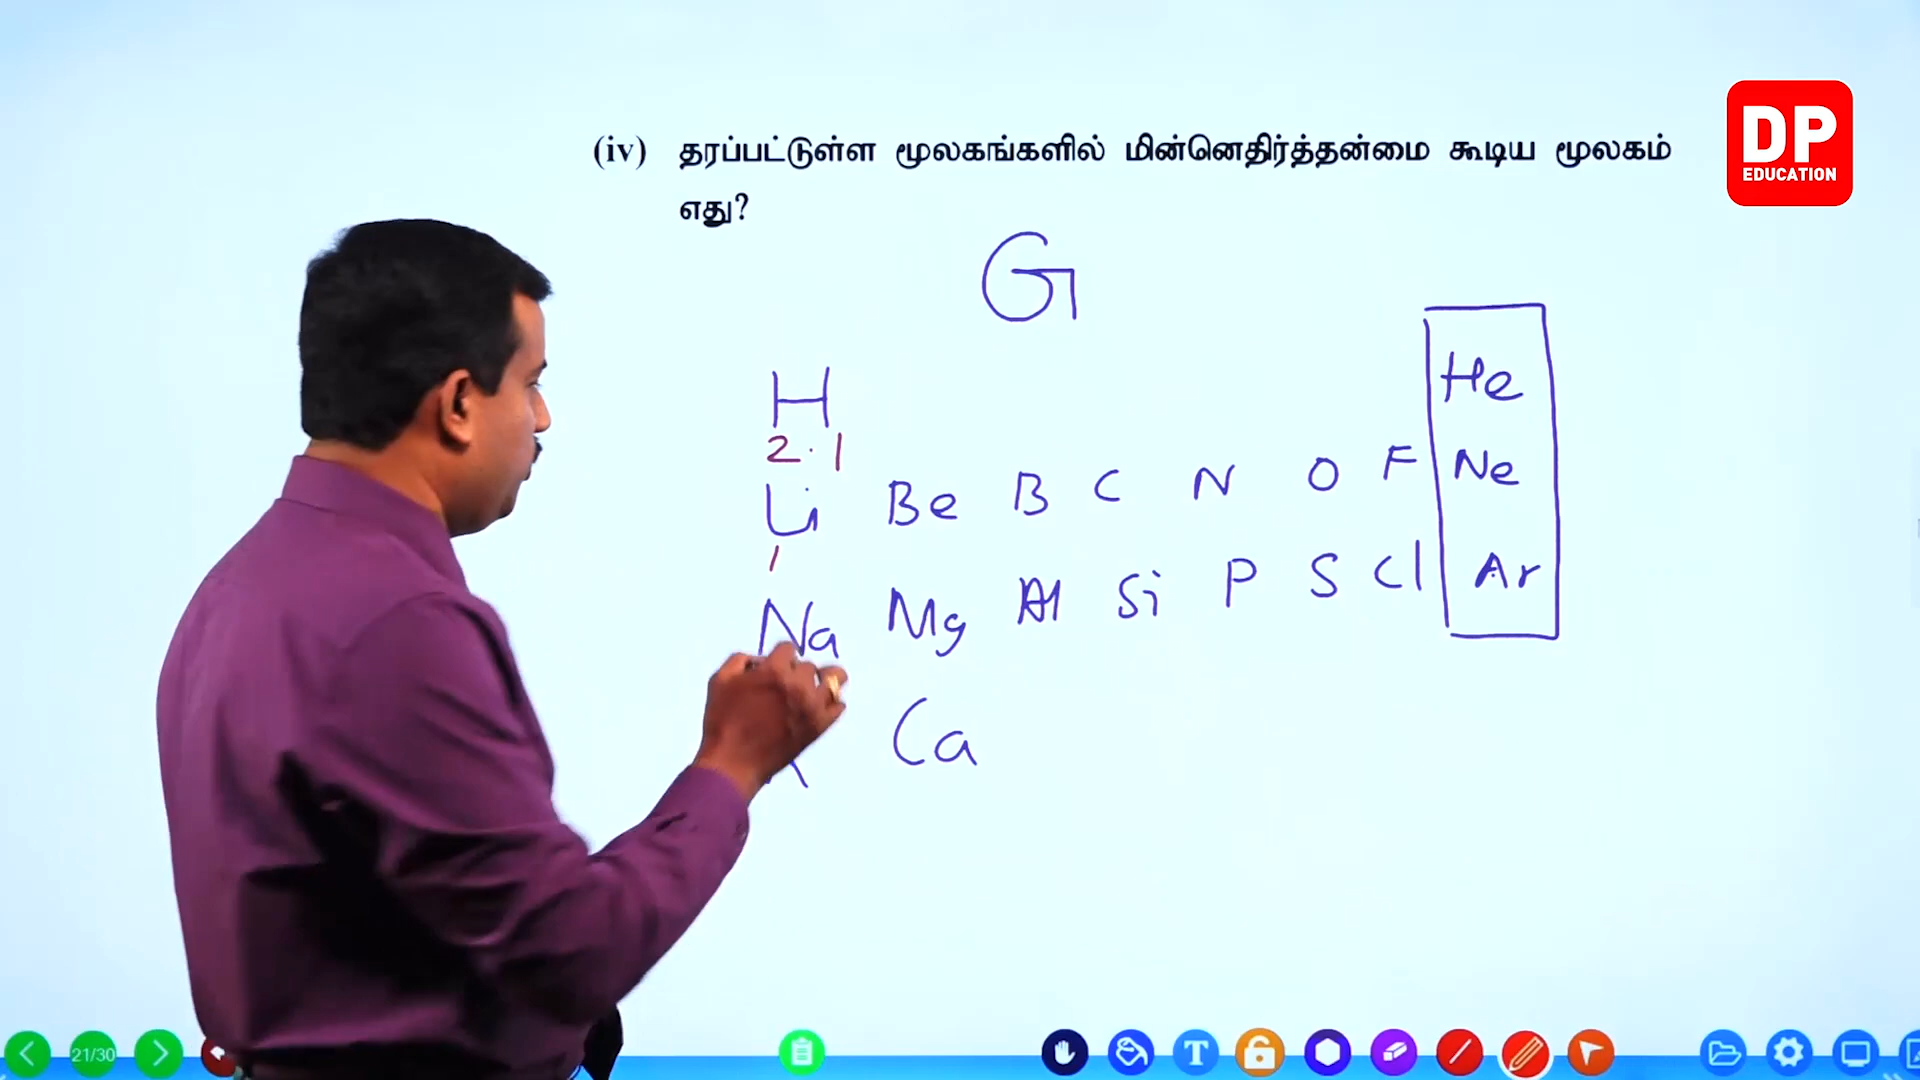 (iv) தரப்பட்டுள்ள மூலகங்களில் மின்னெதிர்த்தன்மை கூடிய மூலகம்
எது?
DP
EDUCATION
G
H He
2.1
Li Be B C N O F Ne
1
Na Mg Al Si P S Cl Ar
Ca
21/30
T